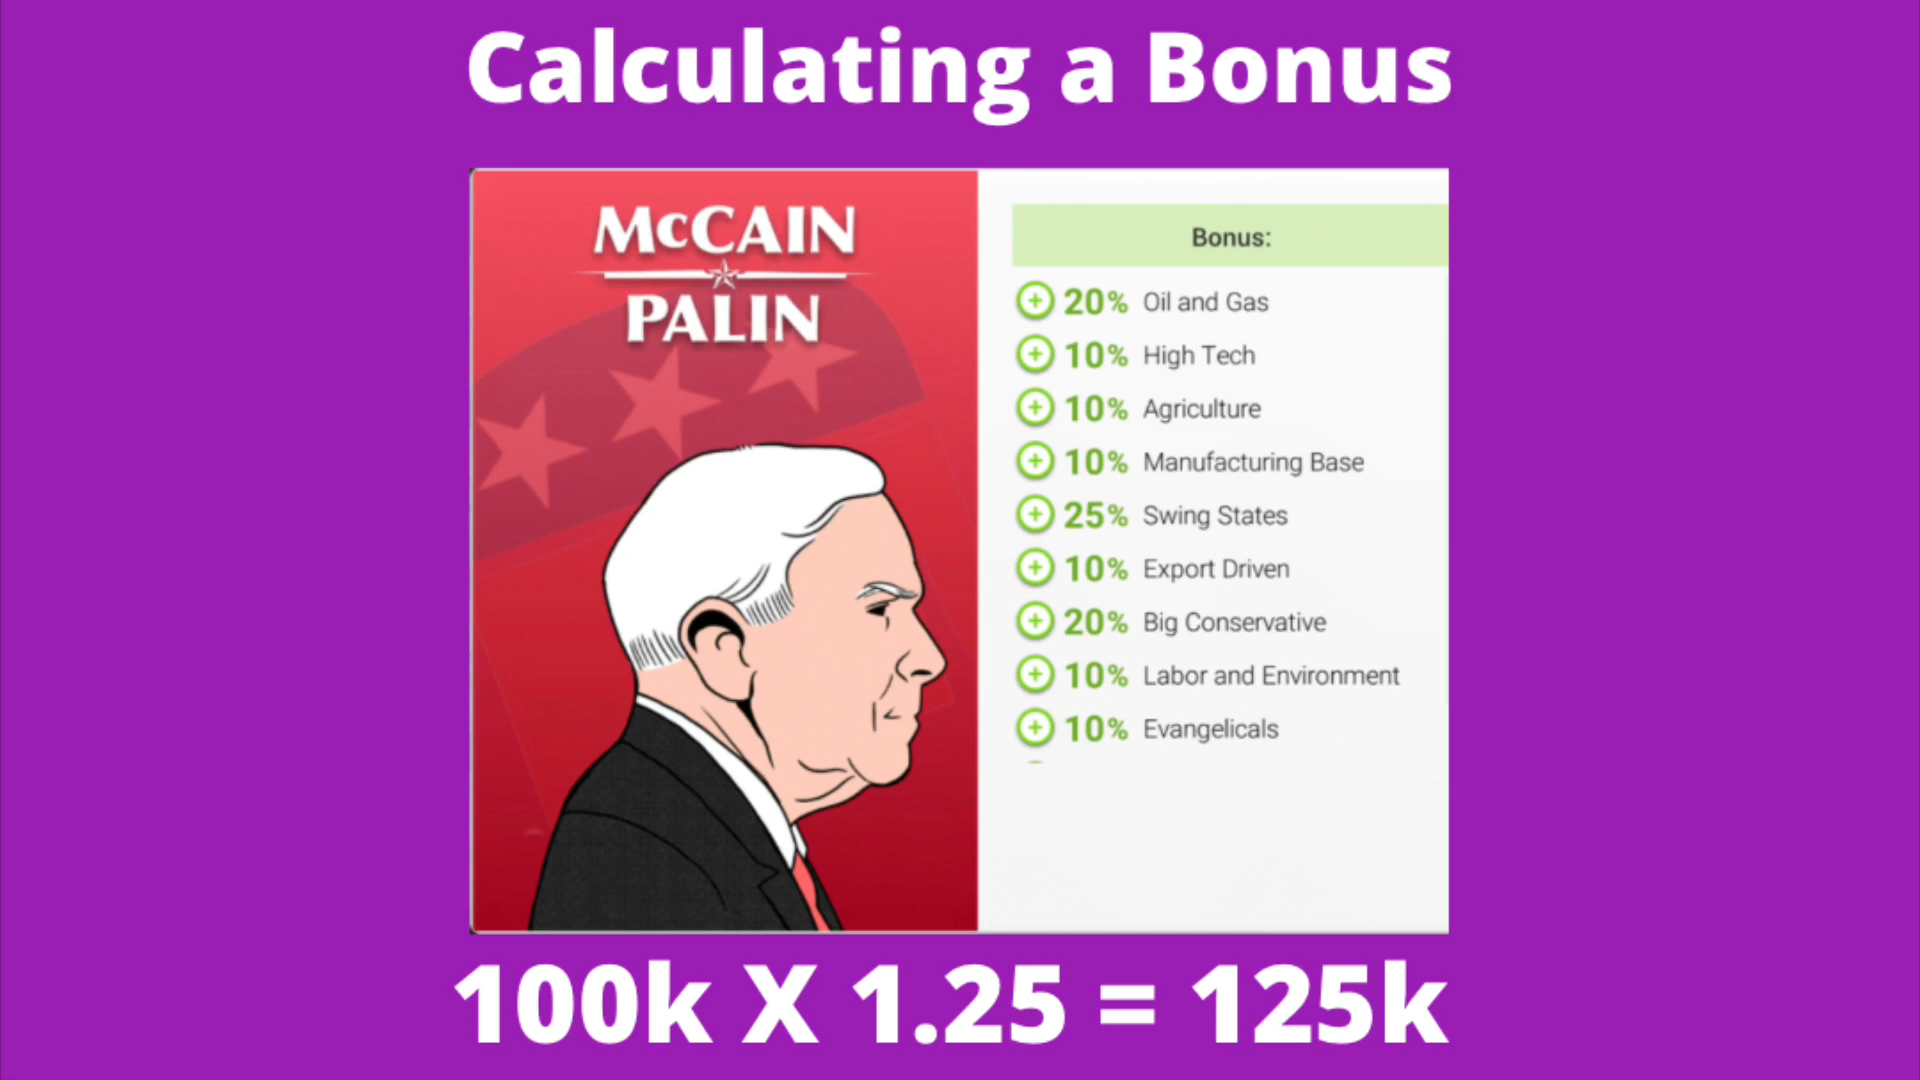 Calculating a Bonus
McCAIN
PALIN
Bonus:
20% Oil and Gas
10% High Tech
10% Agriculture
10% Manufacturing Base
25% Swing States
10% Export Driven
20% Big Conservative
10% Labor and Environment
10% Evangelicals
100k X 1.25 = 125k